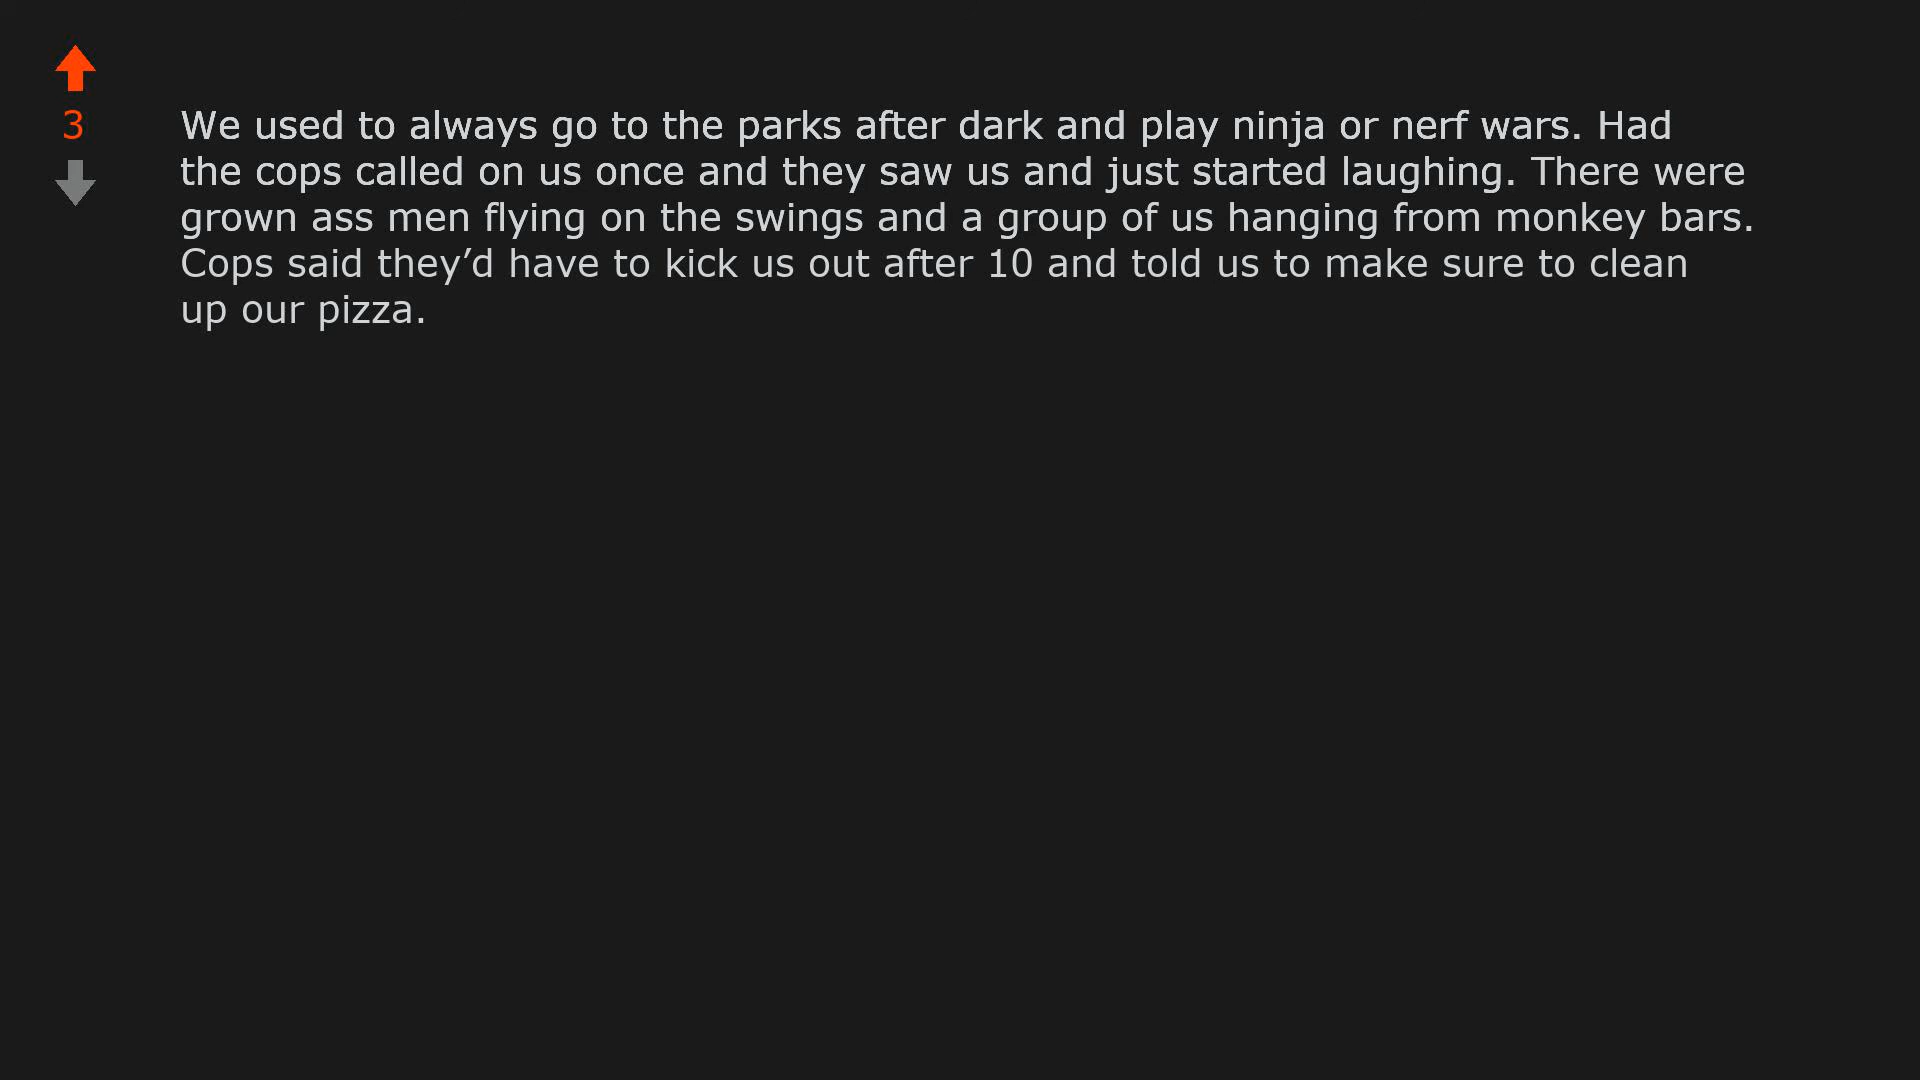 3
We used to always go to the parks after dark and play ninja or nerf wars. Had
the cops called on us once and they saw us and just started laughing. There were
grown ass men flying on the swings and a group of us hanging from monkey bars.
Cops said they’d have to kick us out after 10 and told us to make sure to clean
up our pizza.